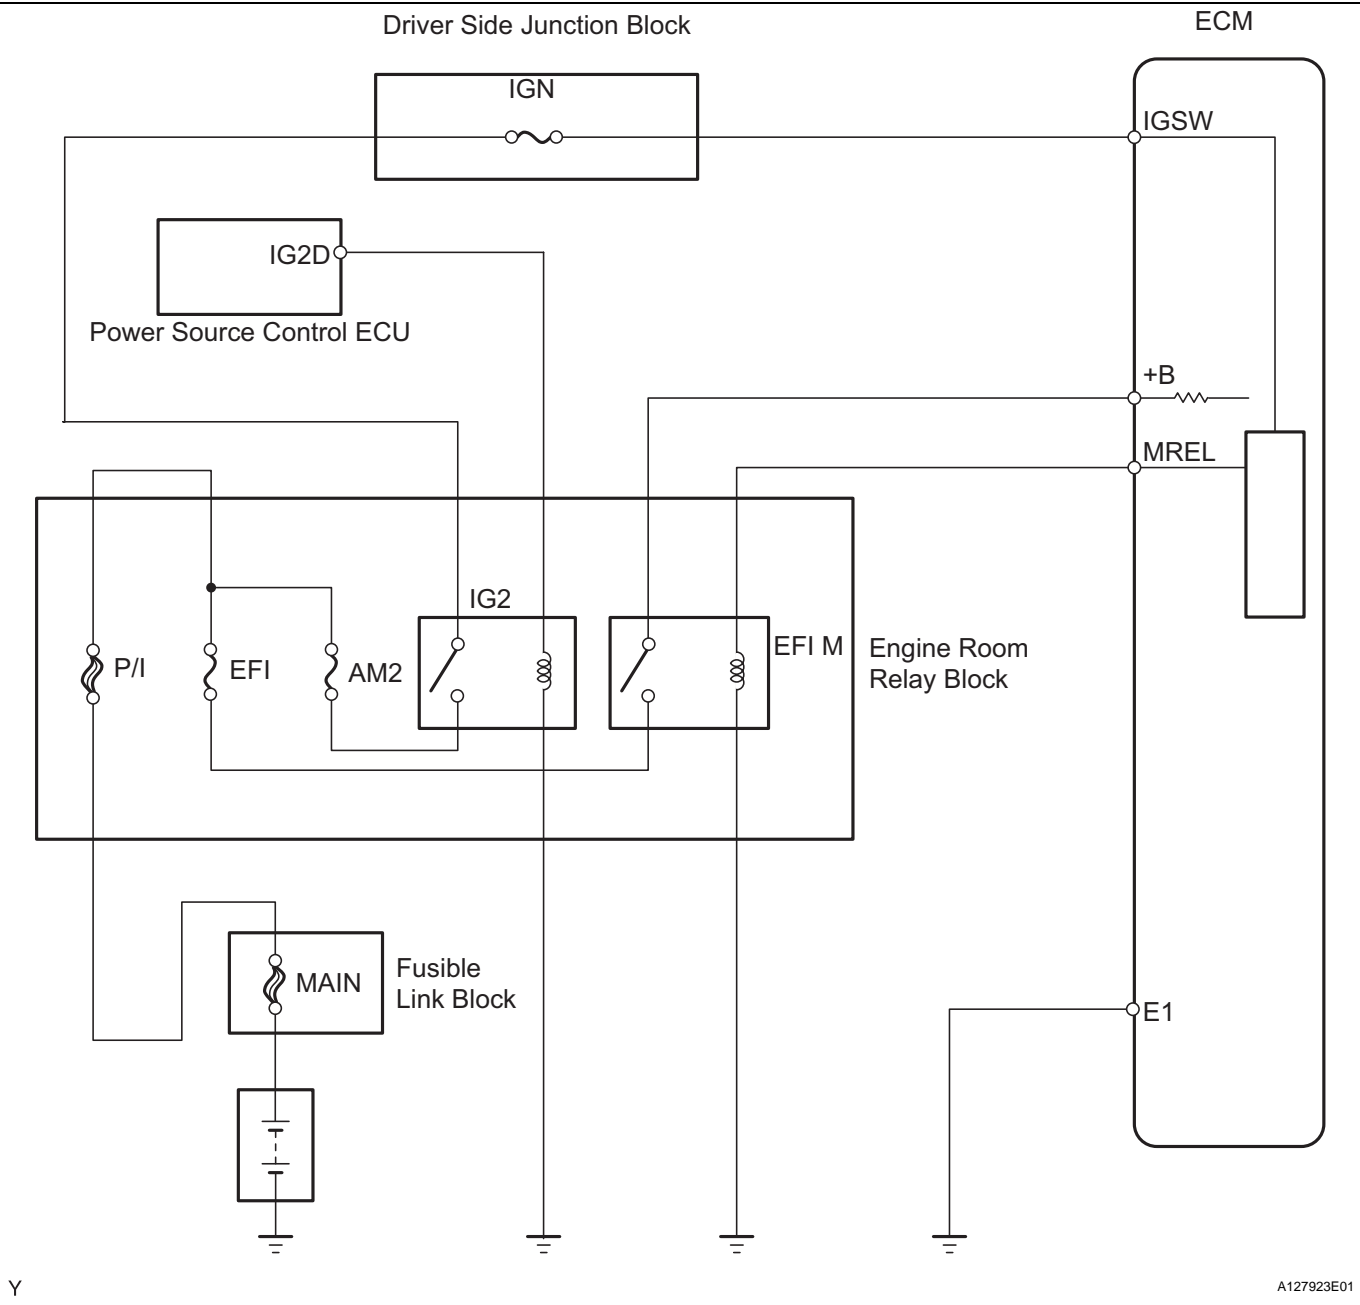 Driver Side Junction Block
ECM
IGN
IGSW
IG2D
Power Source Control ECU
+B
MREL
IG2
EFI M
Engine Room
Relay Block
P/I
EFI
AM2
MAIN
Fusible
Link Block
E1
Y
A127923E01